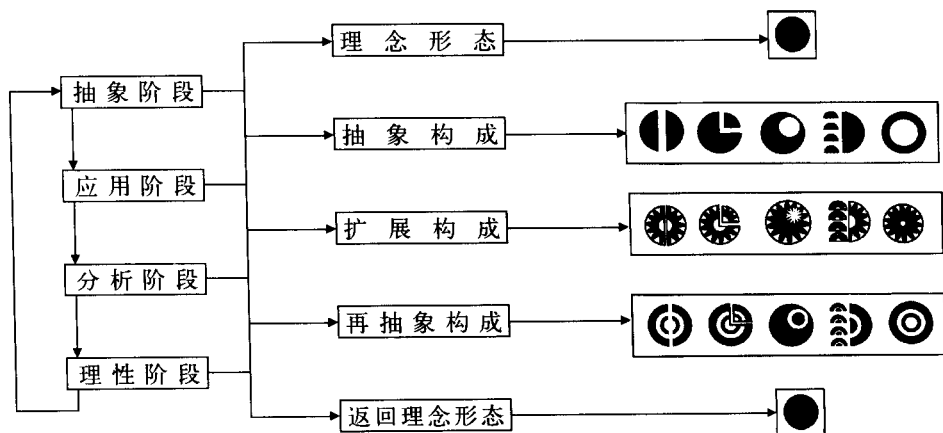 理念形态
抽象阶段
抽象构成
应用阶段
扩展构成
分析阶段
再抽象构成
理性阶段
返回理念形态